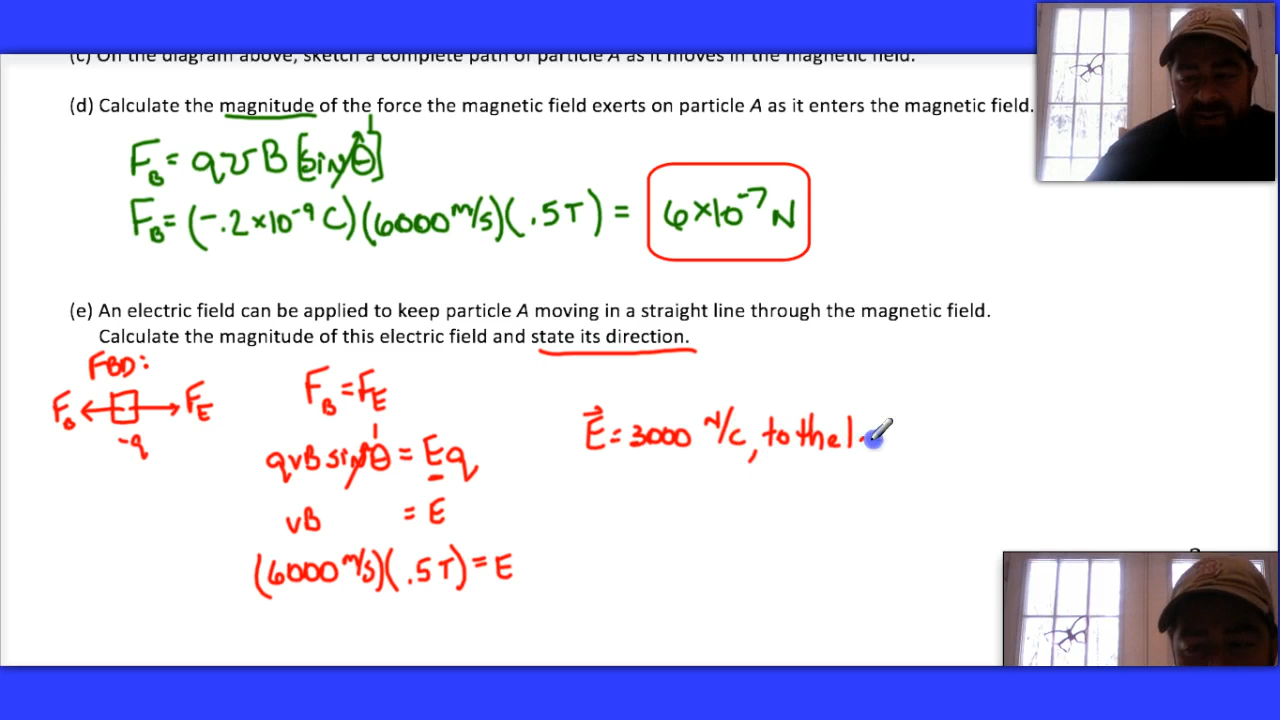 (c) On the diagram above, sketch a complete path of particle A as it moves in the magnetic field.
(d) Calculate the magnitude of the force the magnetic field exerts on particle A as it enters the magnetic field.
F_B = qvB [sinθ] 1
F_B = (-.2×10⁻⁹ C)(6000 m/s)(.5T) = 6×10⁻⁷ N
(e) An electric field can be applied to keep particle A moving in a straight line through the magnetic field.
Calculate the magnitude of this electric field and state its direction.
FBD:
F_B F_E
-q
F_B = F_E
1
qvB sinθ = Eq
vB = E
(6000 m/s)(.5T) = E
E⃗ = 3000 N/C, to the l